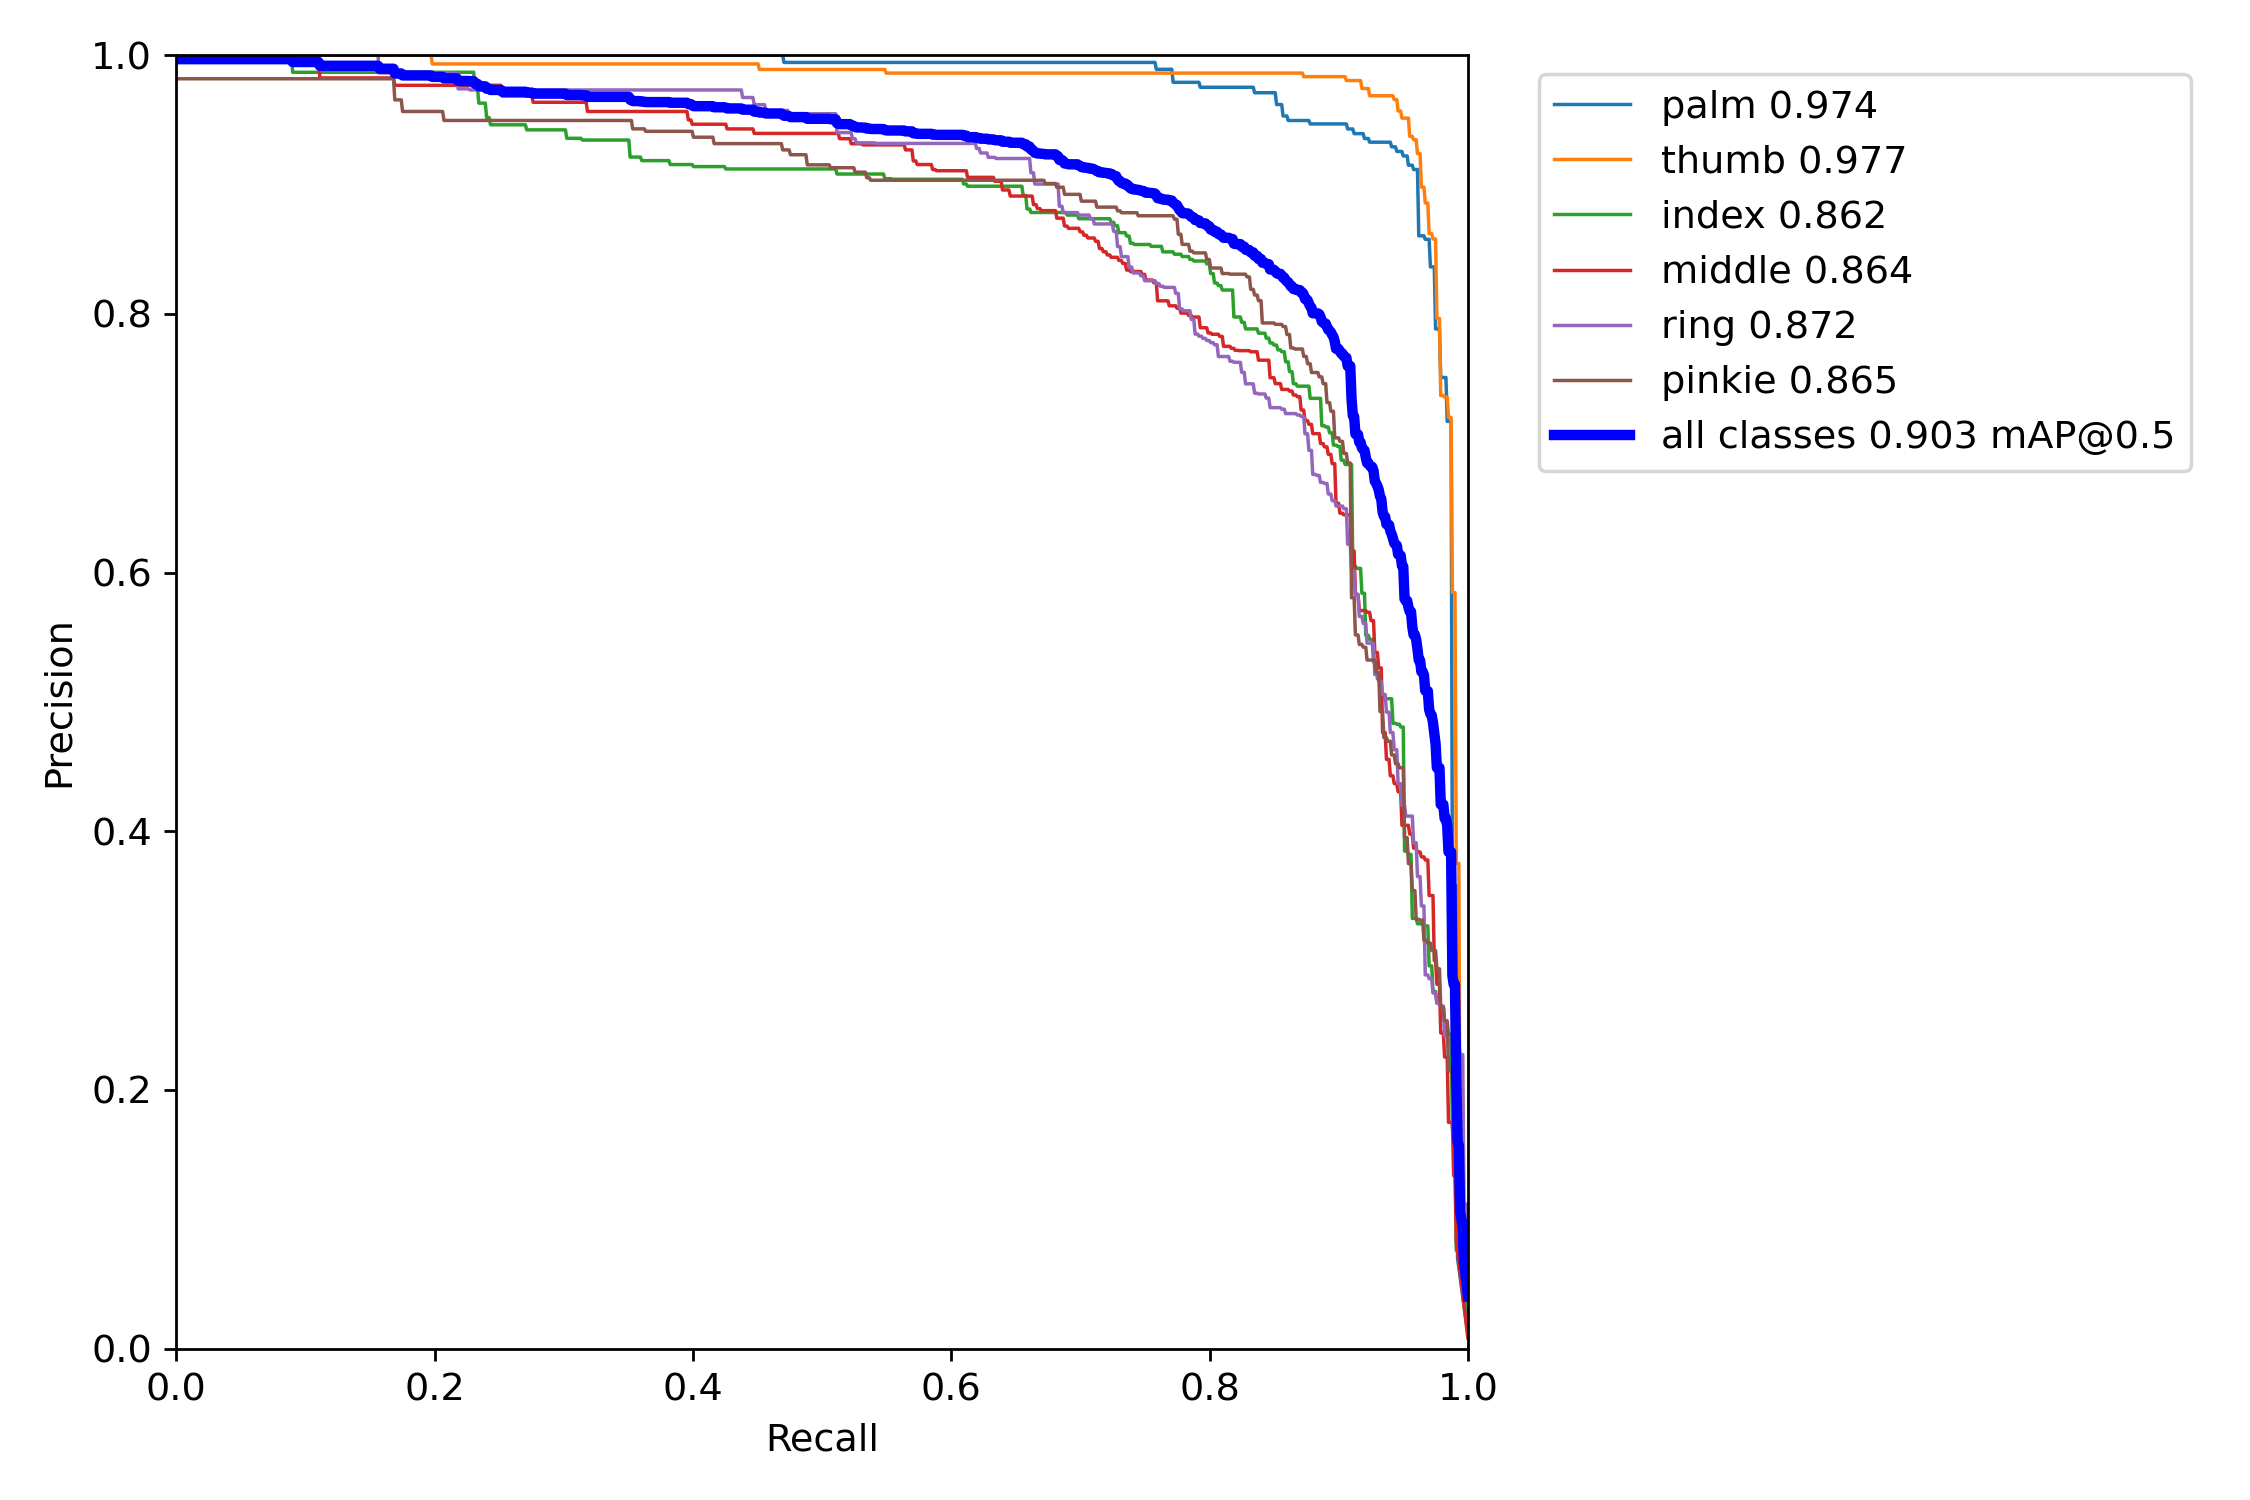 1.0
0.8
0.6
0.4
0.2
0.0
Precision
0.0 0.2 0.4 0.6 0.8 1.0
Recall
palm 0.974
thumb 0.977
index 0.862
middle 0.864
ring 0.872
pinkie 0.865
all classes 0.903 mAP@0.5